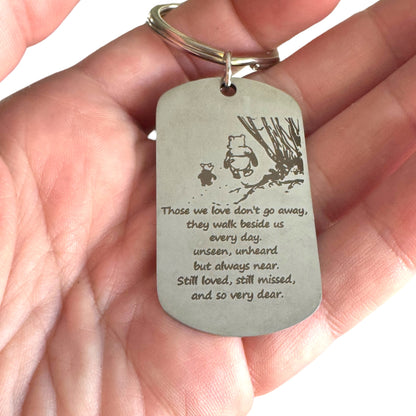 Those we love don't go away,
they walk beside us
every day.
unseen, unheard
but always near.
Still loved, still missed,
and so very dear.